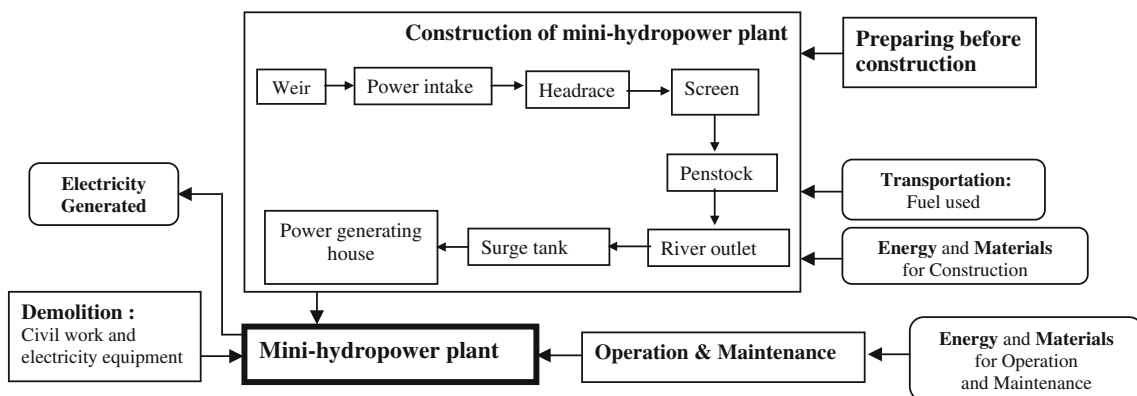 Construction of mini-hydropower plant
Preparing before
construction
Weir
Power intake
Headrace
Screen
Penstock
Electricity
Generated
Transportation:
Fuel used
Power generating
house
Surge tank
River outlet
Energy and Materials
for Construction
Demolition :
Civil work and
electricity equipment
Mini-hydropower plant
Operation & Maintenance
Energy and Materials
for Operation
and Maintenance